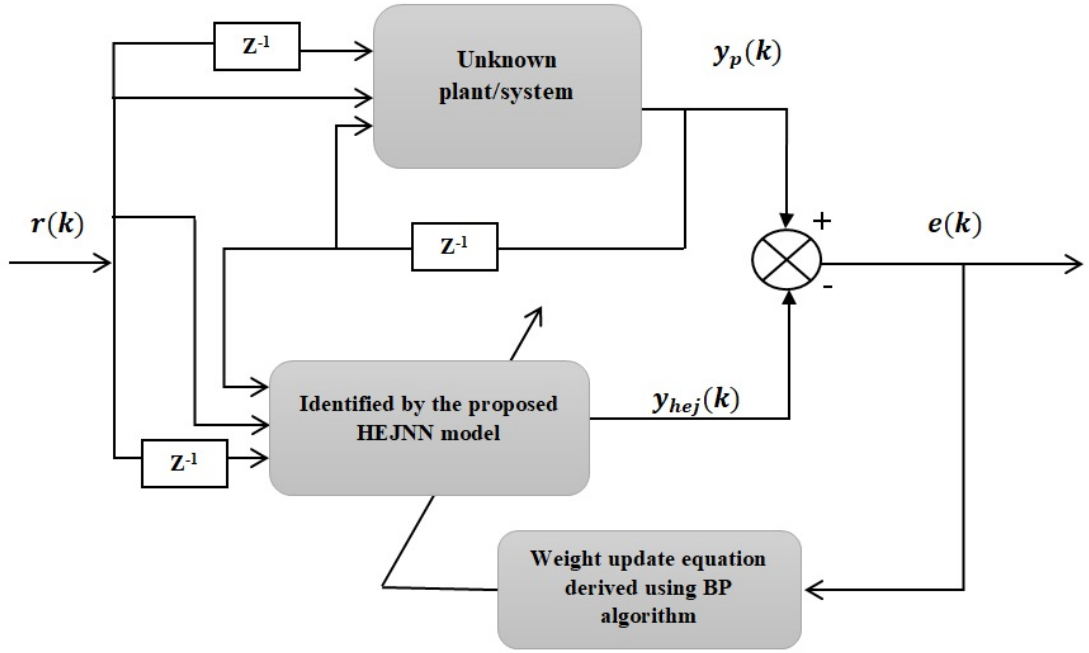 Z⁻¹
Unknown
plant/system
y_p(k)
r(k)
Z⁻¹
+
e(k)
-
Identified by the proposed
HEJNN model
y_hej(k)
Z⁻¹
Weight update equation
derived using BP
algorithm